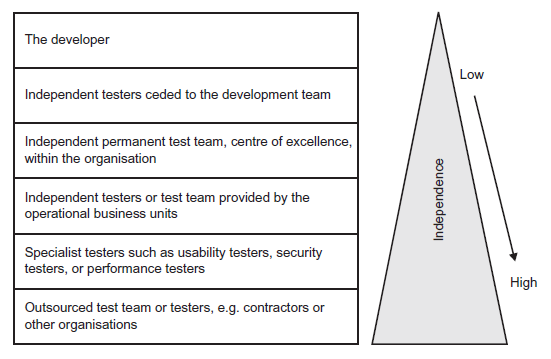 The developer
Independent testers ceded to the development team
Independent permanent test team, centre of excellence,
within the organisation
Independent testers or test team provided by the
operational business units
Specialist testers such as usability testers, security
testers, or performance testers
Outsourced test team or testers, e.g. contractors or
other organisations
Low
Independence
High